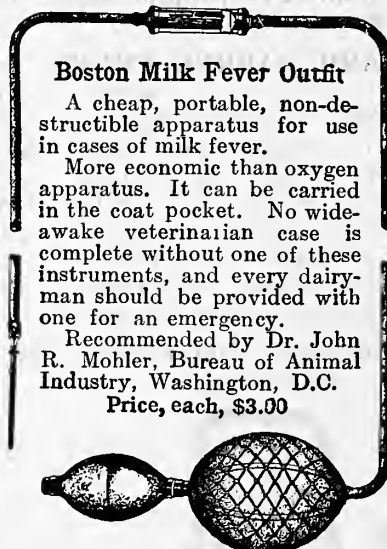 Boston Milk Fever Outfit
A cheap, portable, non-de-
structible apparatus for use
in cases of milk fever.
More economic than oxygen
apparatus. It can be carried
in the coat pocket. No wide-
awake veterinarian case is
complete without one of these
instruments, and every dairy-
man should be provided with
one for an emergency.
Recommended by Dr. John
R. Mohler, Bureau of Animal
Industry, Washington, D.C.
Price, each, $3.00